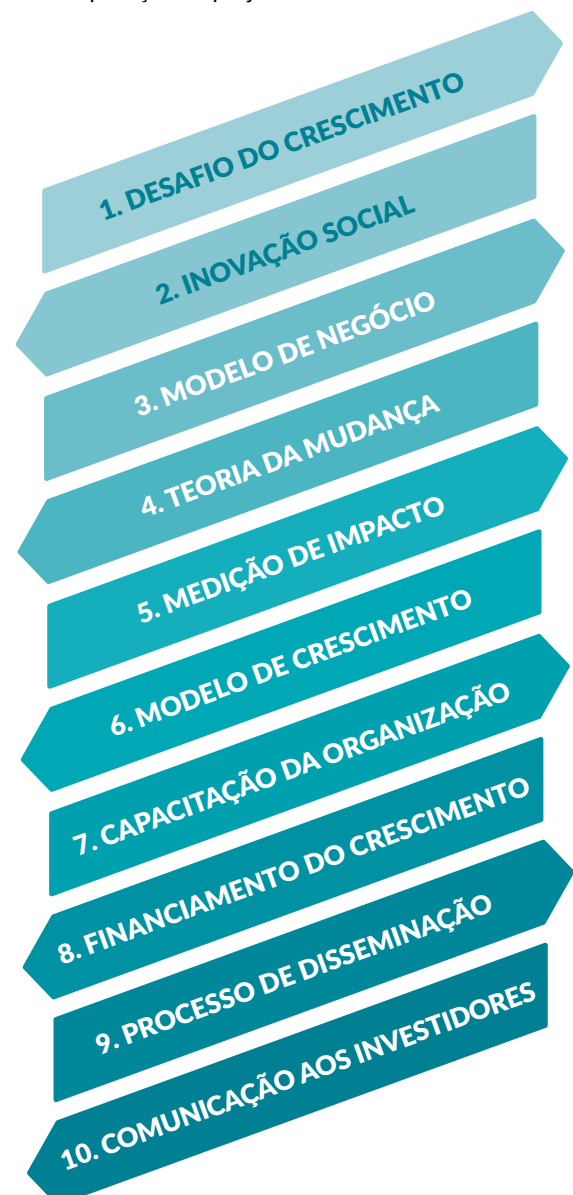 1. DESAFIO DO CRESCIMENTO
2. INOVAÇÃO SOCIAL
3. MODELO DE NEGÓCIO
4. TEORIA DA MUDANÇA
5. MEDIÇÃO DE IMPACTO
6. MODELO DE CRESCIMENTO
7. CAPACITAÇÃO DA ORGANIZAÇÃO
8. FINANCIAMENTO DO CRESCIMENTO
9. PROCESSO DE DISSEMINAÇÃO
10. COMUNICAÇÃO AOS INVESTIDORES